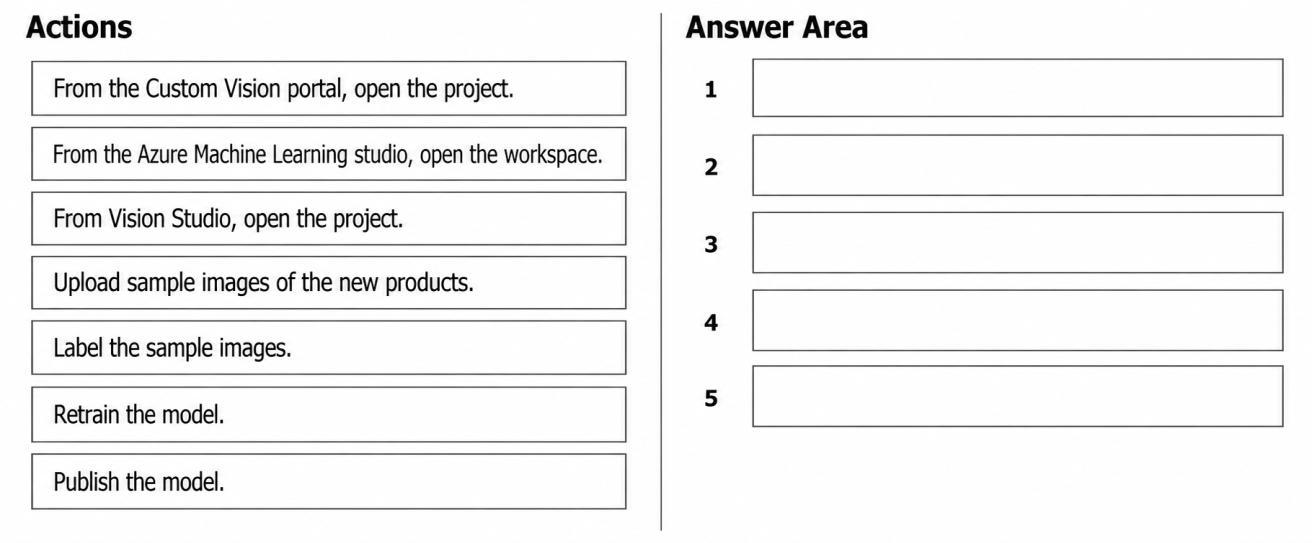 Actions
From the Custom Vision portal, open the project.
From the Azure Machine Learning studio, open the workspace.
From Vision Studio, open the project.
Upload sample images of the new products.
Label the sample images.
Retrain the model.
Publish the model.
Answer Area
1
2
3
4
5